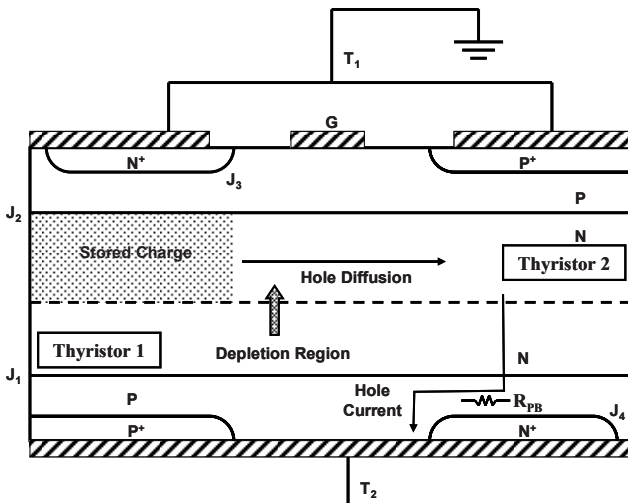 T1
G
N+
P+
J3
J2
P
N
Stored Charge
Hole Diffusion
Thyristor 2
Thyristor 1
Depletion Region
J1
N
Hole
Current
P
RPB
J4
P+
N+
T2